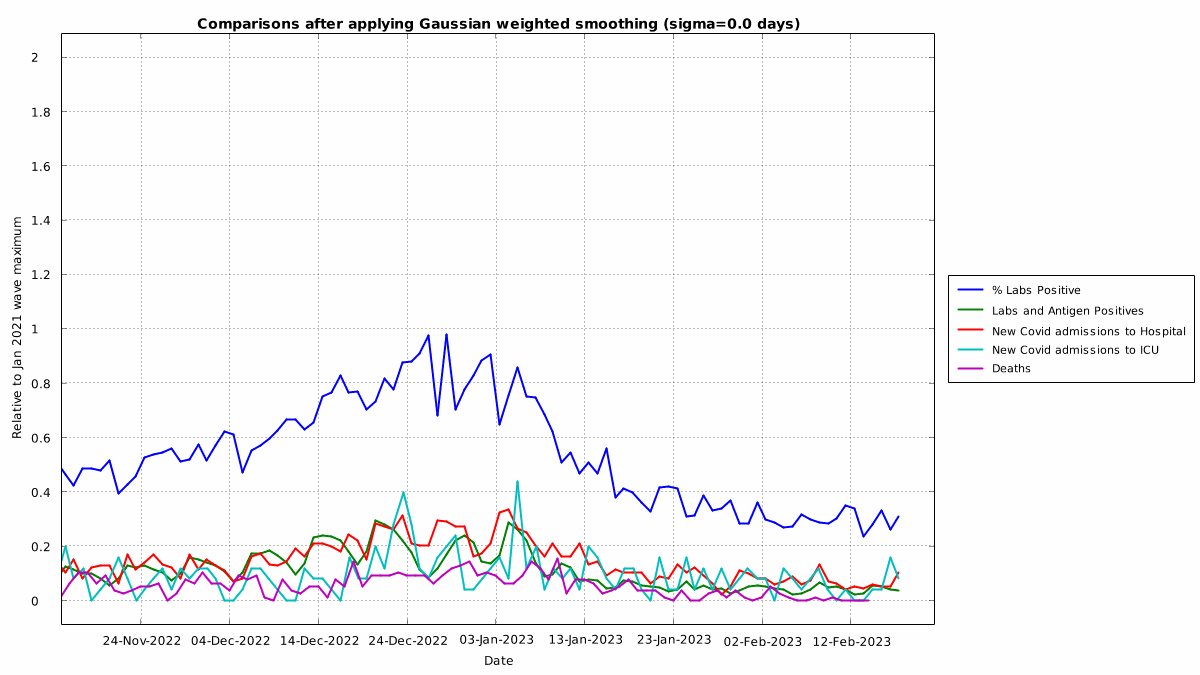 Comparisons after applying Gaussian weighted smoothing (sigma=0.0 days)
Relative to Jan 2021 wave maximum
2
1.8
1.6
1.4
1.2
1
0.8
0.6
0.4
0.2
0
24-Nov-2022
04-Dec-2022
14-Dec-2022
24-Dec-2022
03-Jan-2023
13-Jan-2023
23-Jan-2023
02-Feb-2023
12-Feb-2023
Date
% Labs Positive
Labs and Antigen Positives
New Covid admissions to Hospital
New Covid admissions to ICU
Deaths